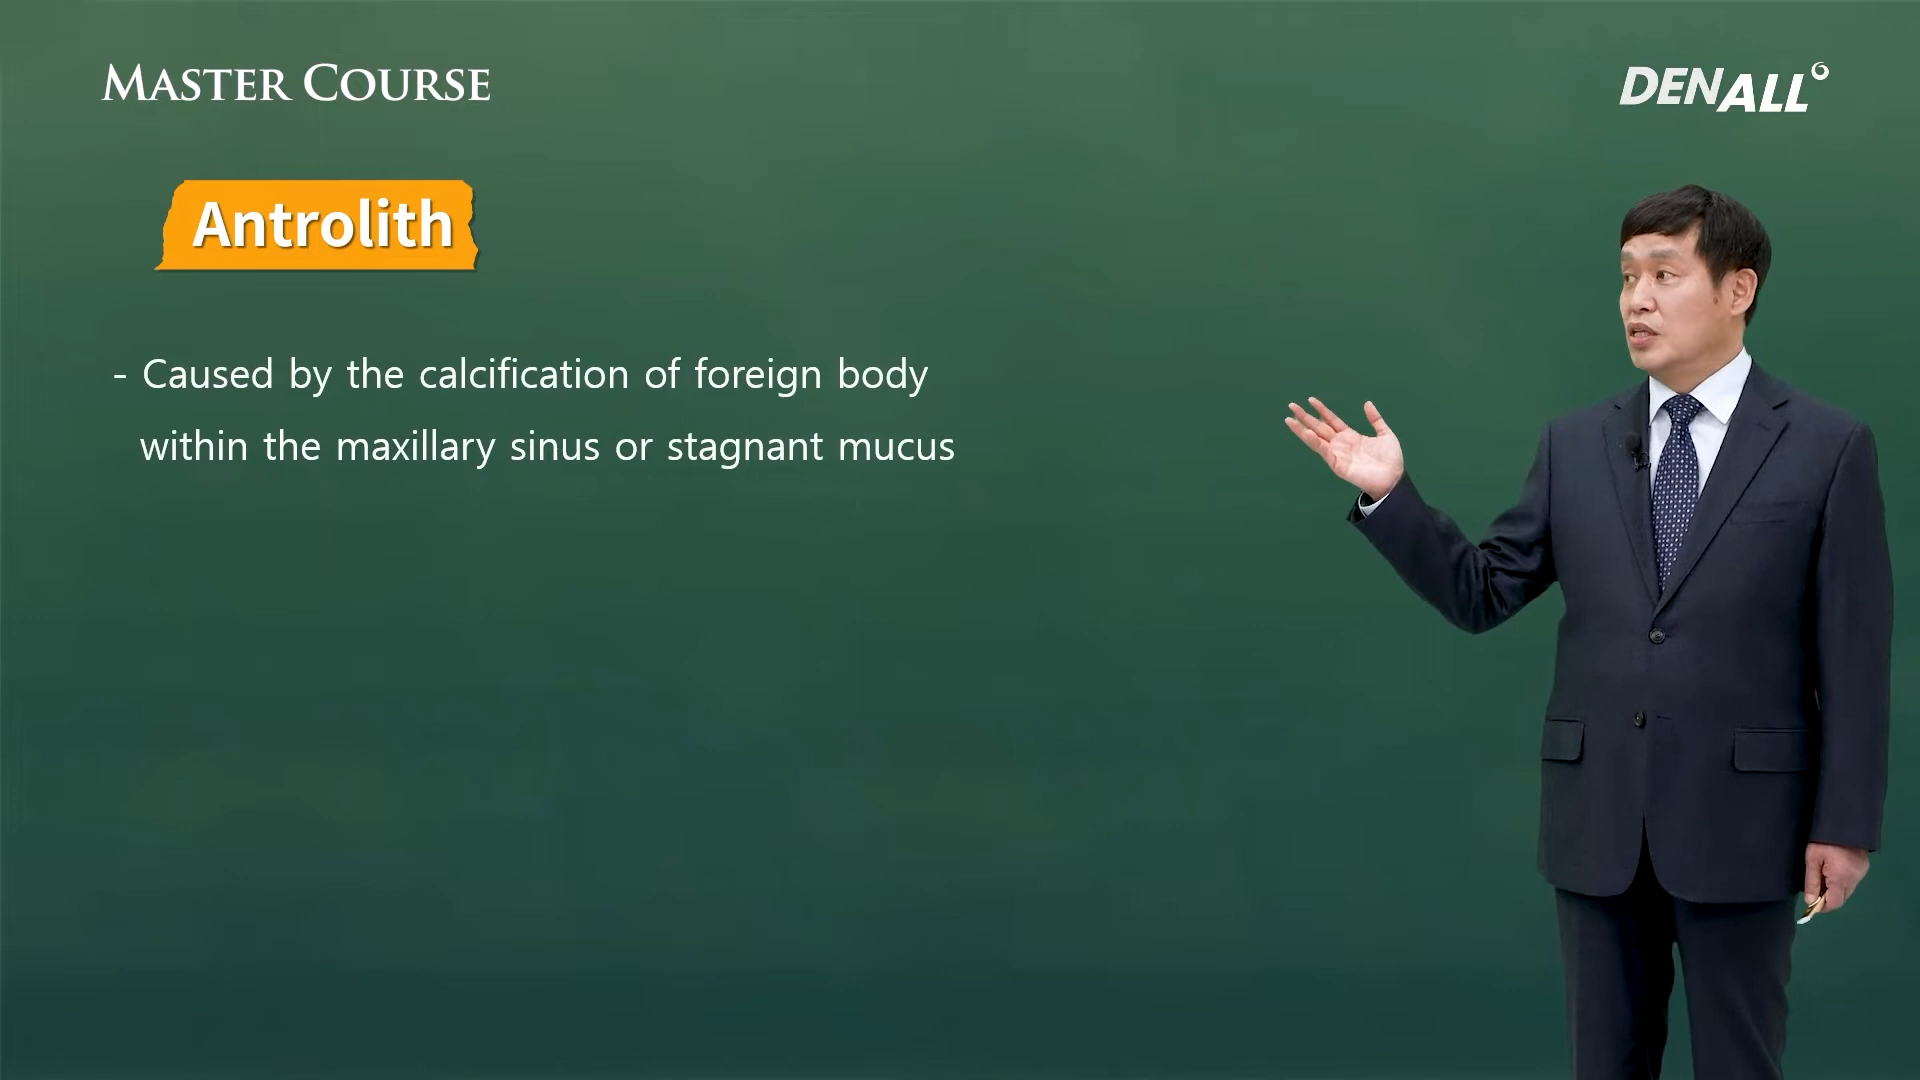 MASTER COURSE
DENALL
Antrolith
- Caused by the calcification of foreign body
within the maxillary sinus or stagnant mucus